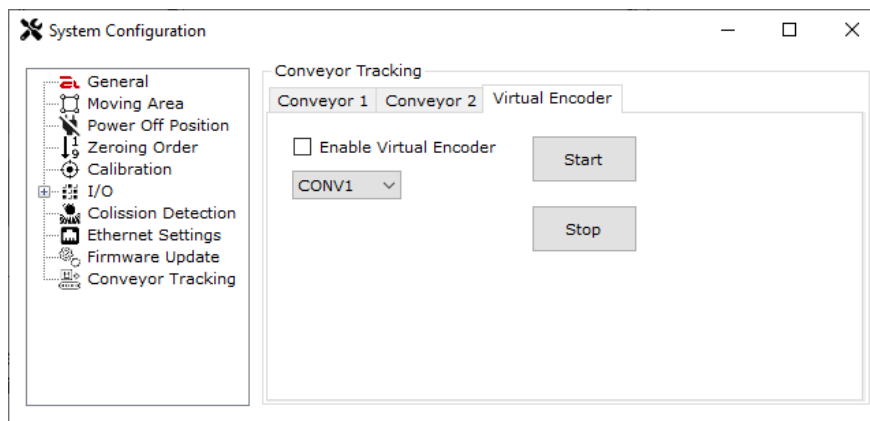 System Configuration
General
Moving Area
Power Off Position
Zeroing Order
Calibration
I/O
Colission Detection
Ethernet Settings
Firmware Update
Conveyor Tracking
Conveyor Tracking
Conveyor 1 Conveyor 2 Virtual Encoder
Enable Virtual Encoder
Start
CONV1
Stop